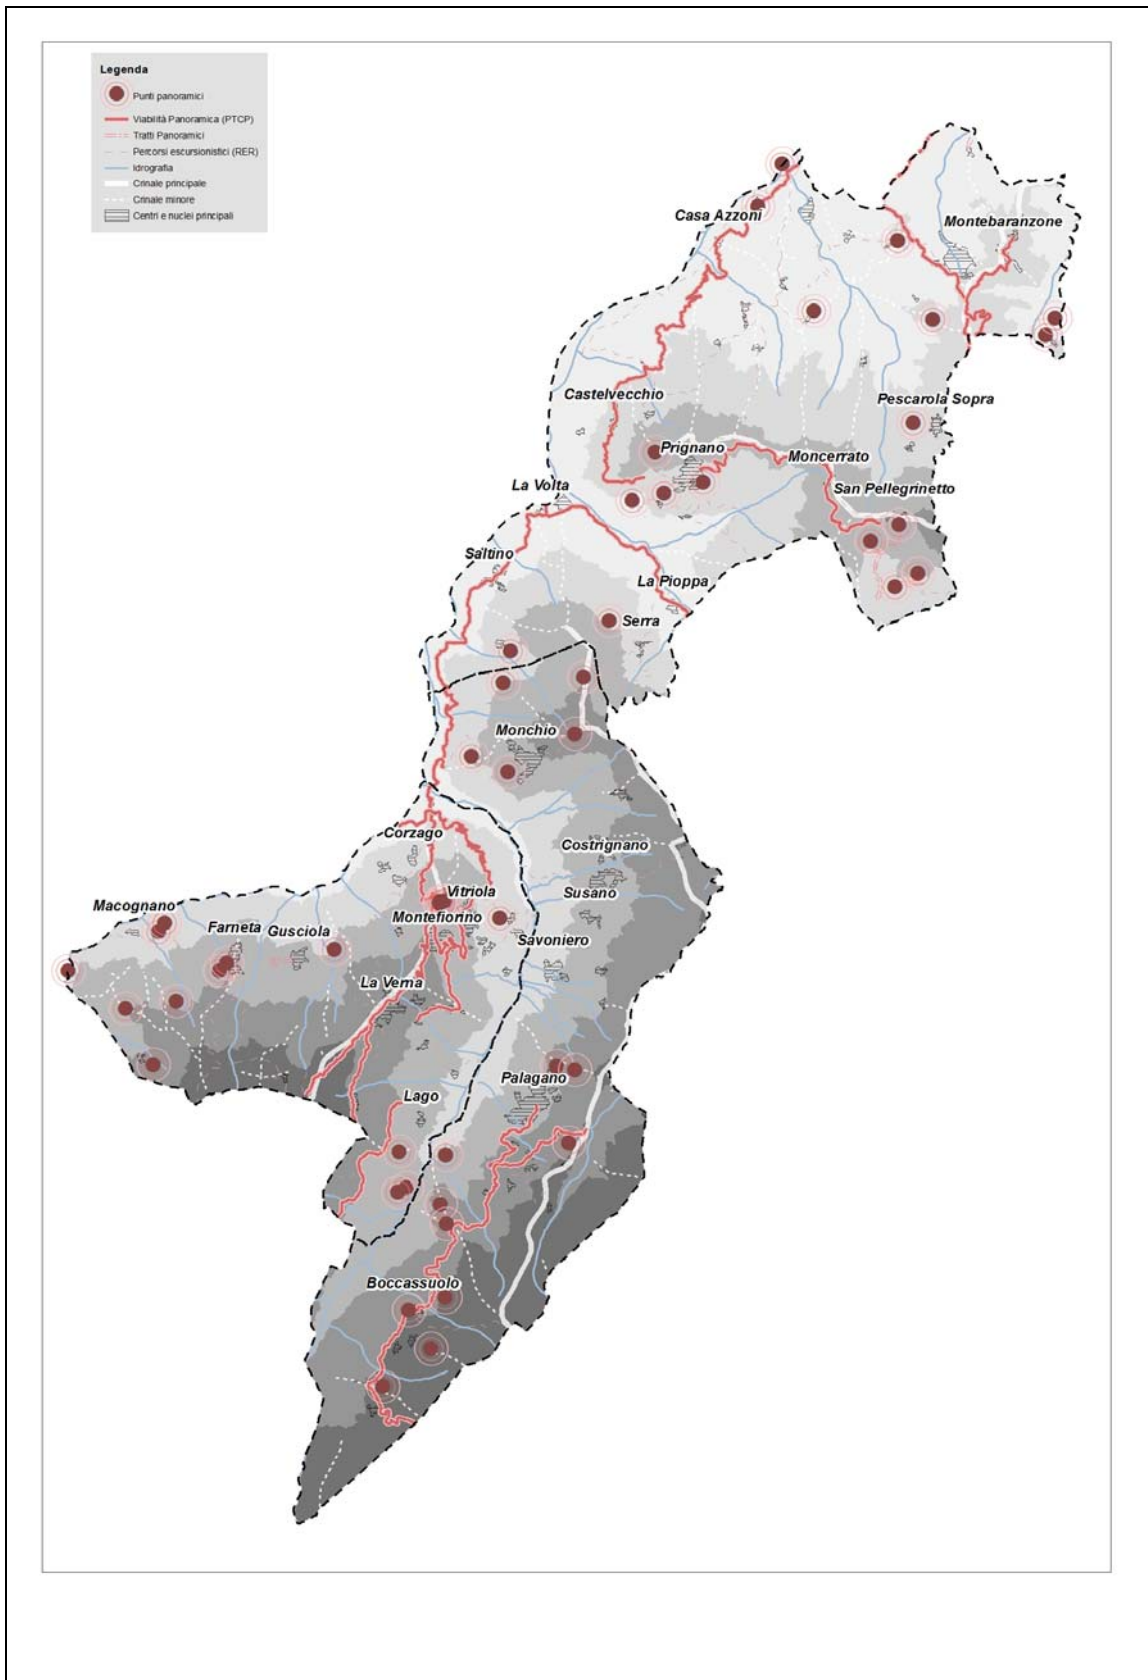 Legenda
Punti panoramici
Viabilità Panoramica (PTCP)
Tratti Panoramici
Percorsi escursionistici (RER)
Idrografia
Crinale principale
Crinale minore
Centri e nuclei principali
Casa Azzoni
Montebaranzone
Castelvecchio
Pescarola Sopra
Prignano
Moncerrato
La Volta
San Pellegrinetto
Saltino
La Pioppa
Serra
Monchio
Corzago
Costrignano
Vitriola
Susano
Macognano
Montefiorino
Farneta
Gusciola
Savoniero
La Verna
Palagano
Lago
Boccassuolo